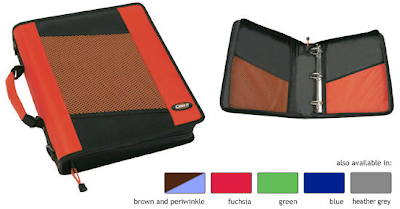 also available in:
brown and periwinkle
fuchsia
green
blue
heather grey